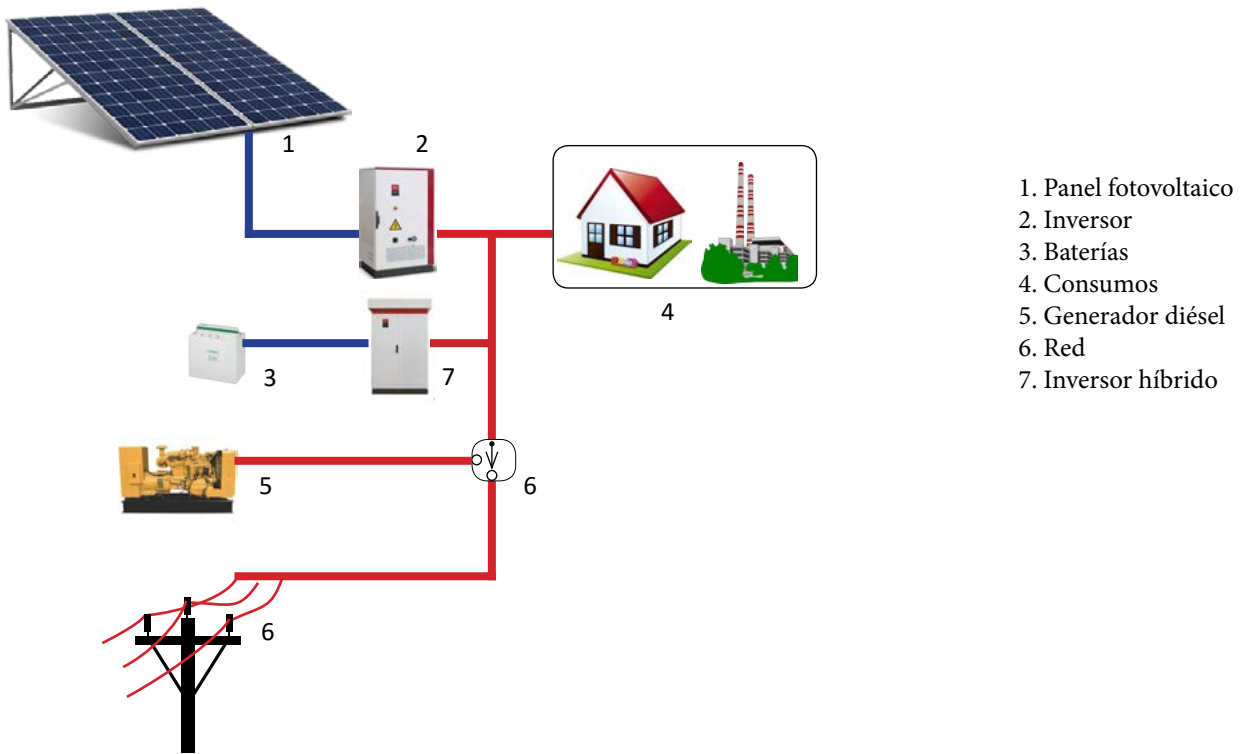 1
2
4
3
7
5
6
6
1. Panel fotovoltaico
2. Inversor
3. Baterías
4. Consumos
5. Generador diésel
6. Red
7. Inversor híbrido